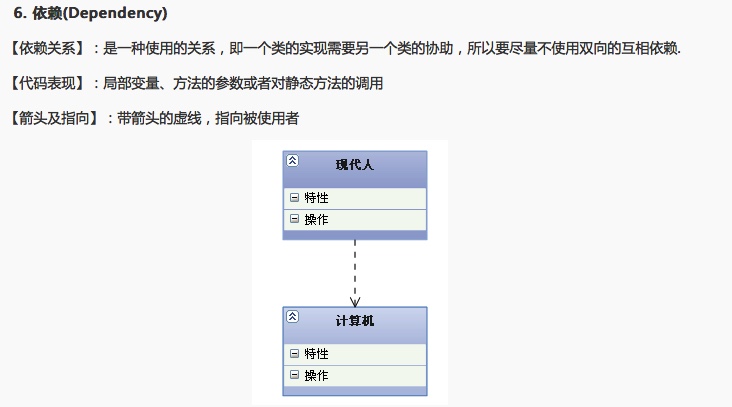 6. 依赖(Dependency)
【依赖关系】：是一种使用的关系，即一个类的实现需要另一个类的协助，所以要尽量不使用双向的互相依赖.
【代码表现】：局部变量、方法的参数或者对静态方法的调用
【箭头及指向】：带箭头的虚线，指向被使用者
现代人
特性
操作
计算机
特性
操作